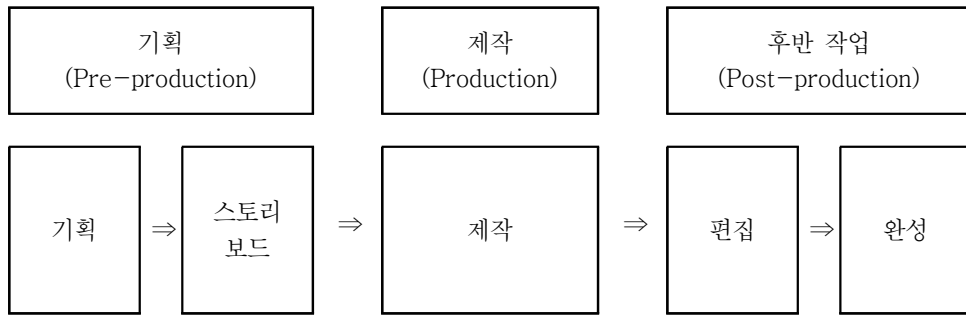 기획
(Pre-production)
제작
(Production)
후반 작업
(Post-production)
기획
⇒
스토리
보드
⇒
제작
⇒
편집
⇒
완성